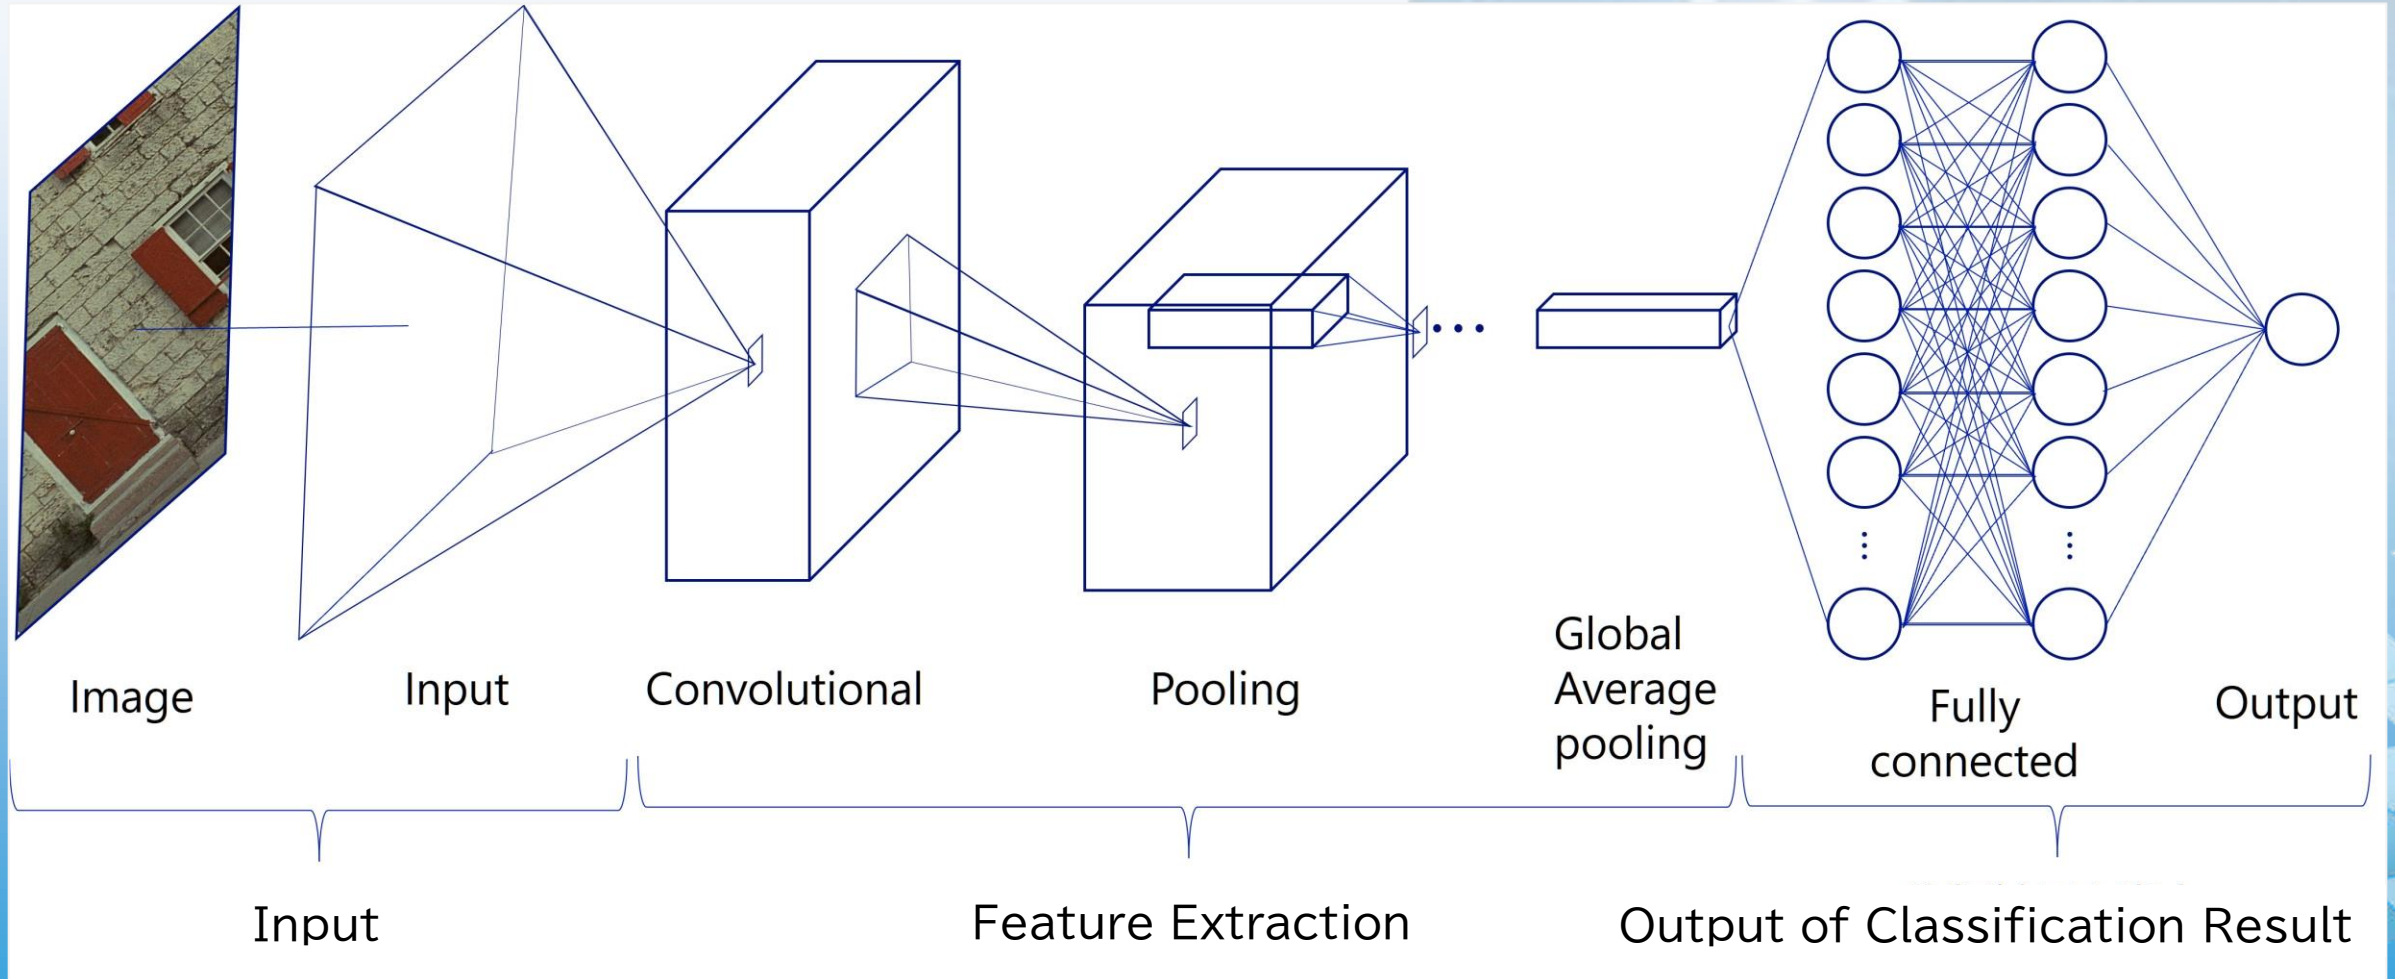 Image
Input
Convolutional
Pooling
Global
Average
pooling
Fully
connected
Output
Input
Feature Extraction
Output of Classification Result